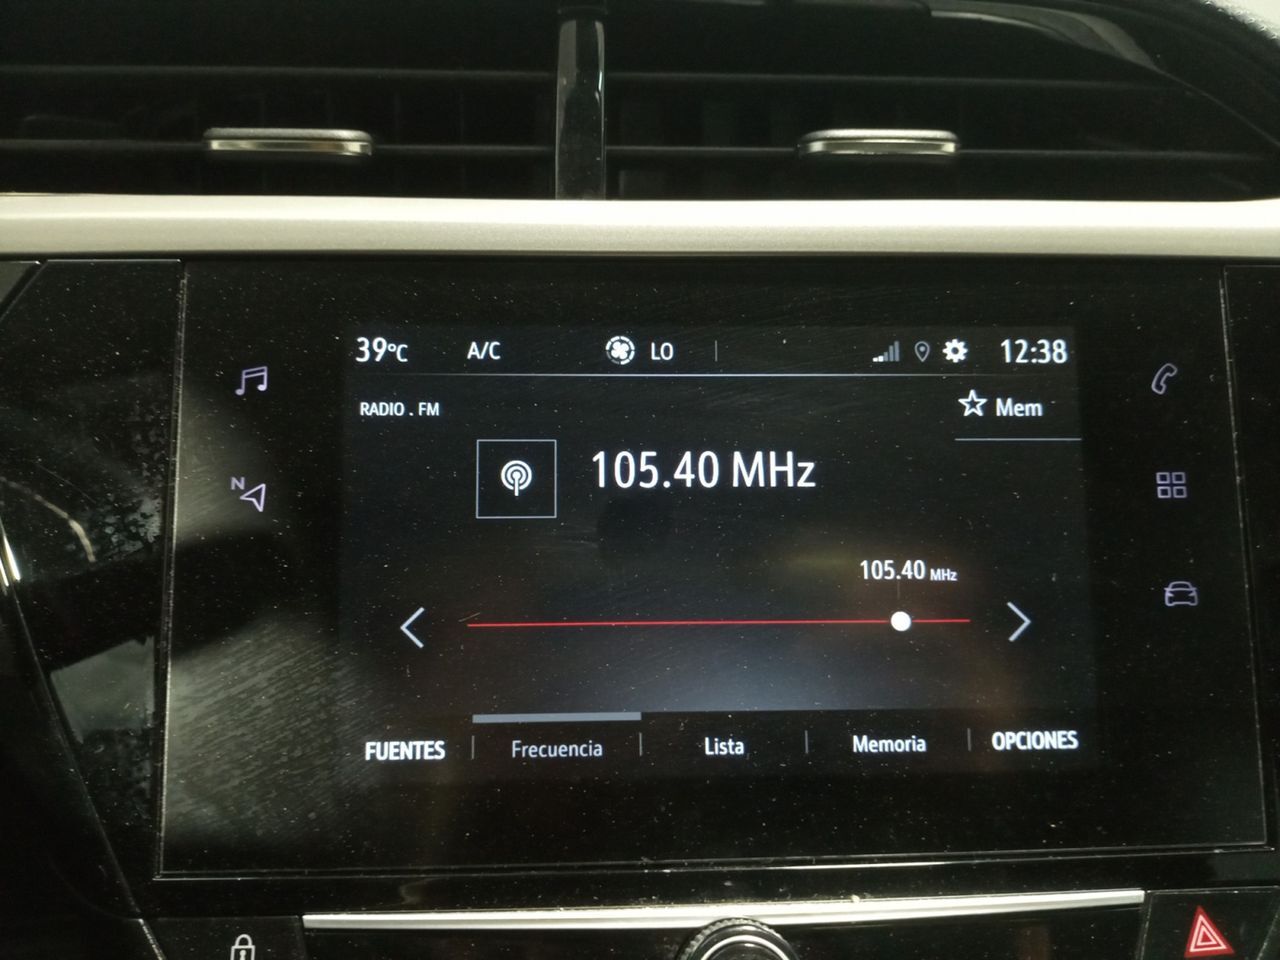 39°C A/C LO 12:38
RADIO . FM
Mem
105.40 MHz
105.40 MHz
N
FUENTES Frecuencia Lista Memoria OPCIONES